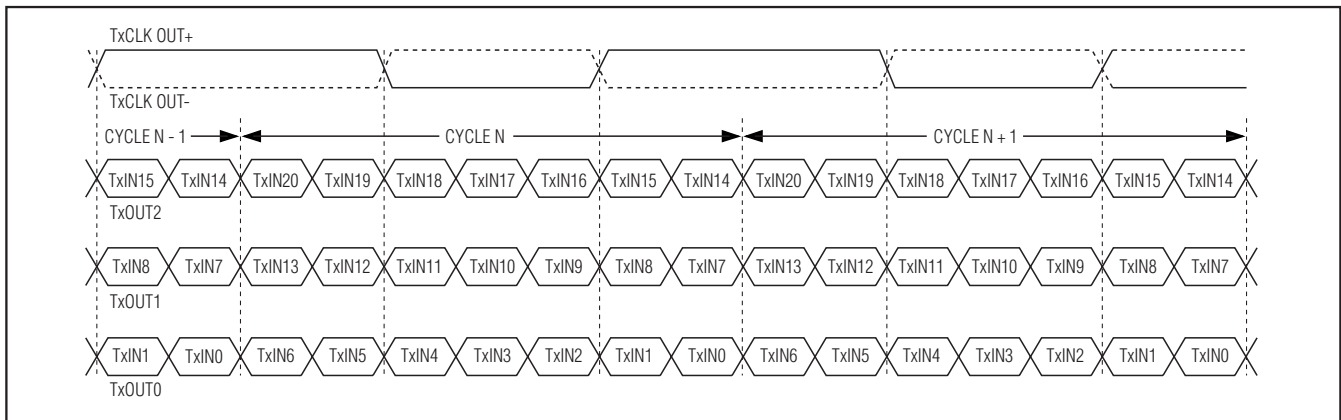 TxCLK OUT+
TxCLK OUT-
CYCLE N - 1 CYCLE N CYCLE N + 1
TxIN15 TxIN14 TxIN20 TxIN19 TxIN18 TxIN17 TxIN16 TxIN15 TxIN14 TxIN20 TxIN19 TxIN18 TxIN17 TxIN16 TxIN15 TxIN14
TxOUT2
TxIN8 TxIN7 TxIN13 TxIN12 TxIN11 TxIN10 TxIN9 TxIN8 TxIN7 TxIN13 TxIN12 TxIN11 TxIN10 TxIN9 TxIN8 TxIN7
TxOUT1
TxIN1 TxIN0 TxIN6 TxIN5 TxIN4 TxIN3 TxIN2 TxIN1 TxIN0 TxIN6 TxIN5 TxIN4 TxIN3 TxIN2 TxIN1 TxIN0
TxOUT0